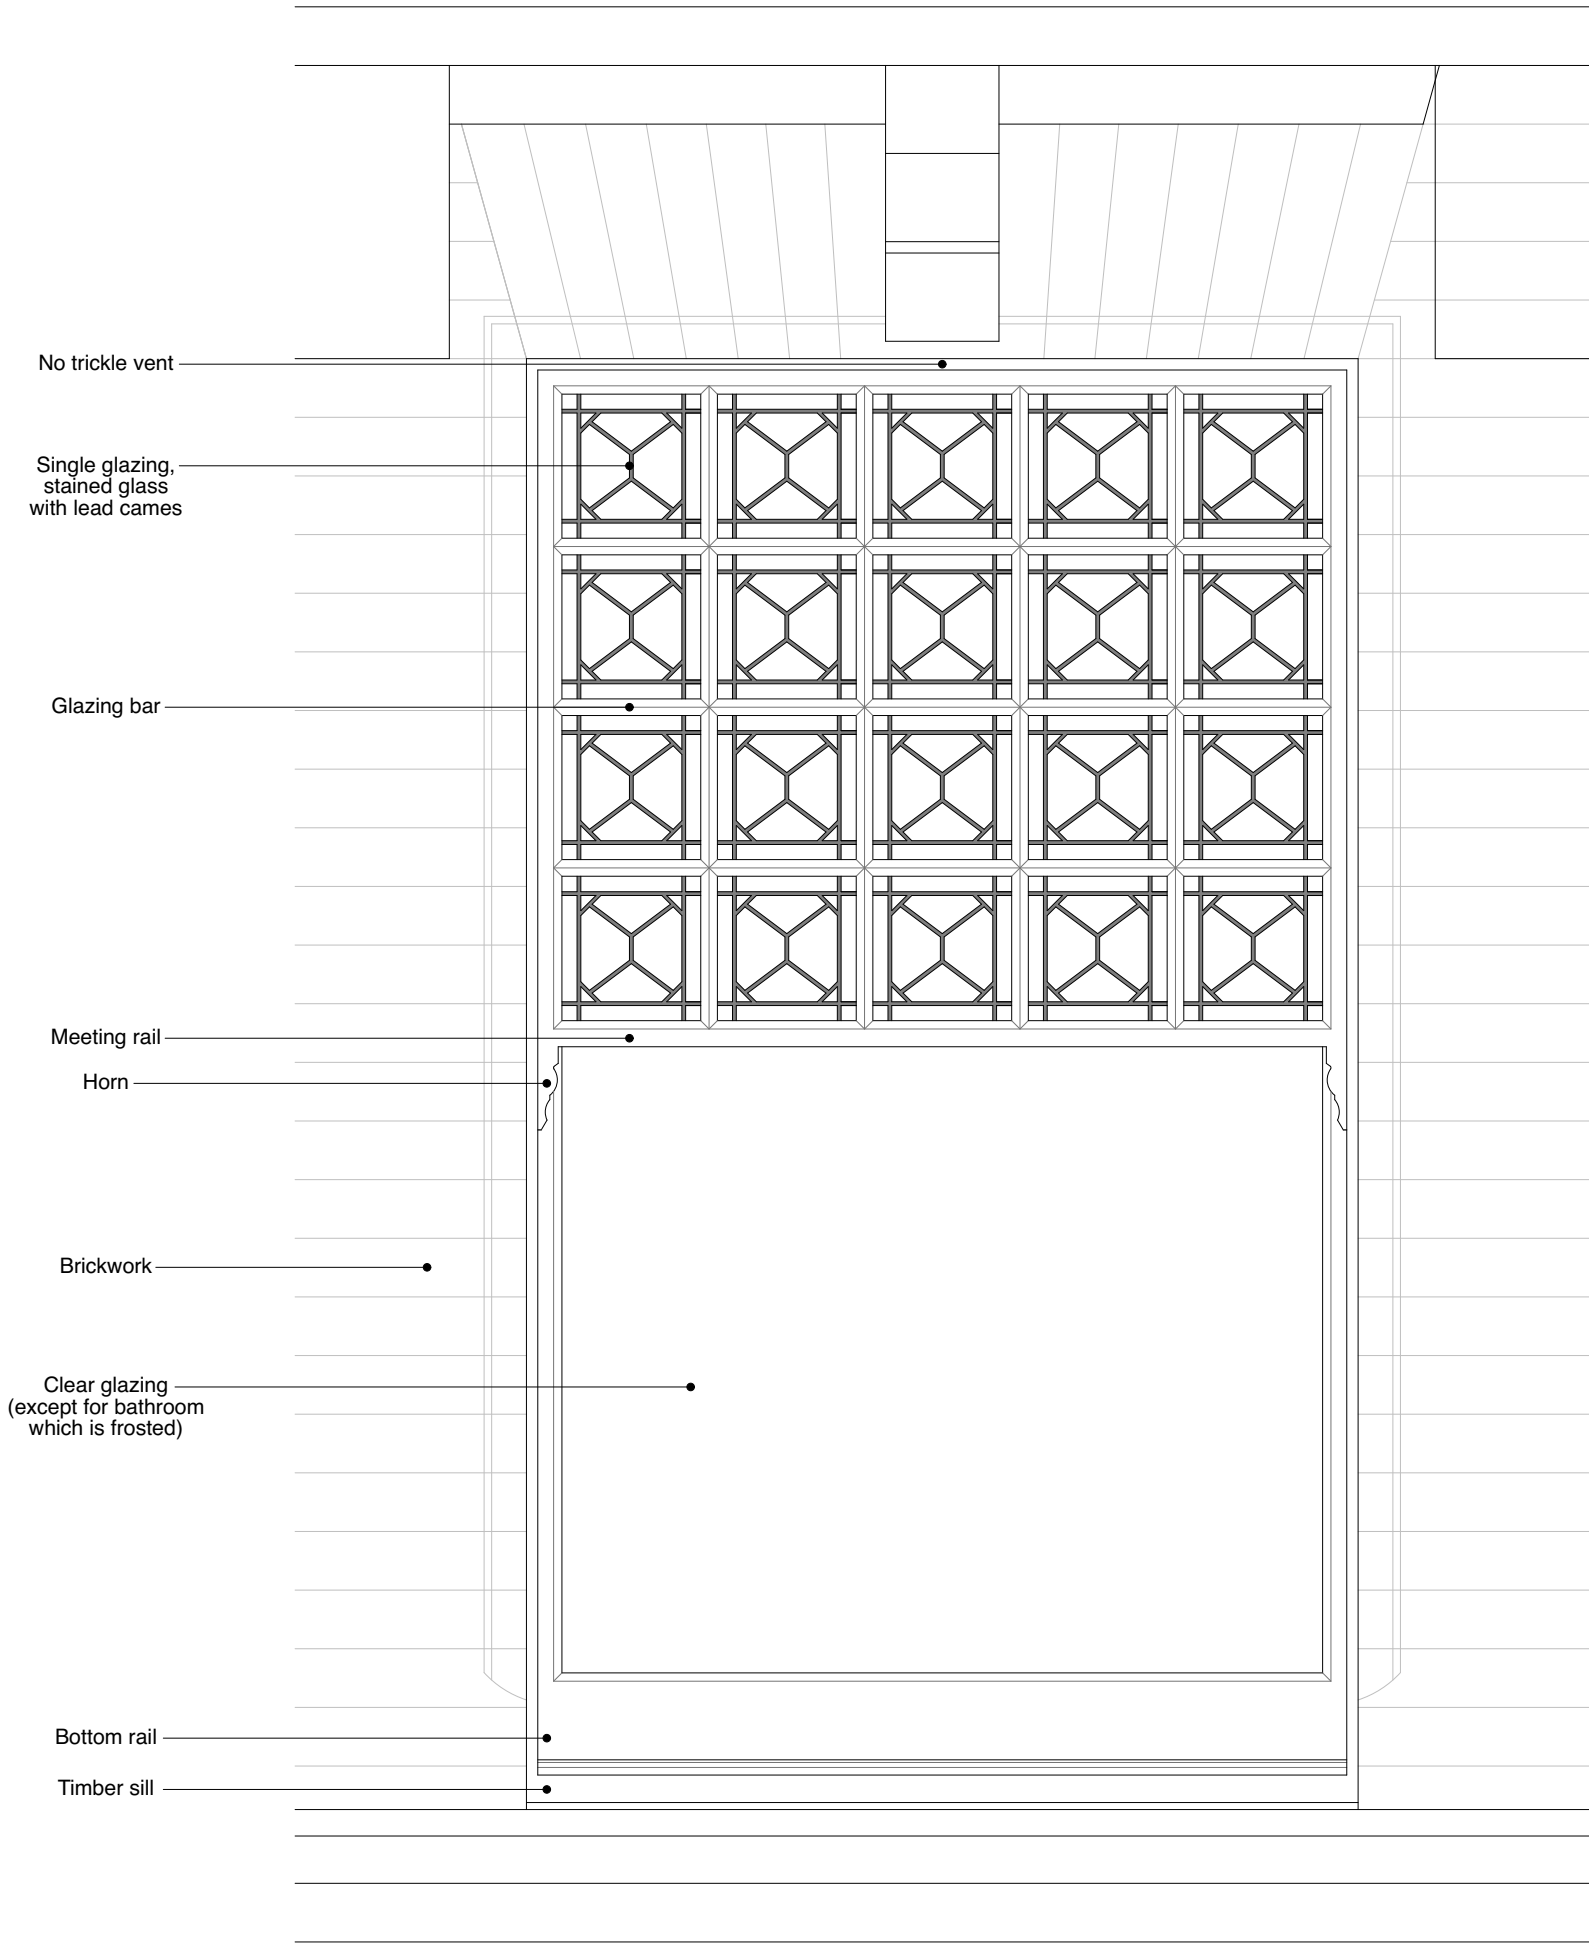 No trickle vent
Single glazing,
stained glass
with lead cames
Glazing bar
Meeting rail
Horn
Brickwork
Clear glazing
(except for bathroom
which is frosted)
Bottom rail
Timber sill